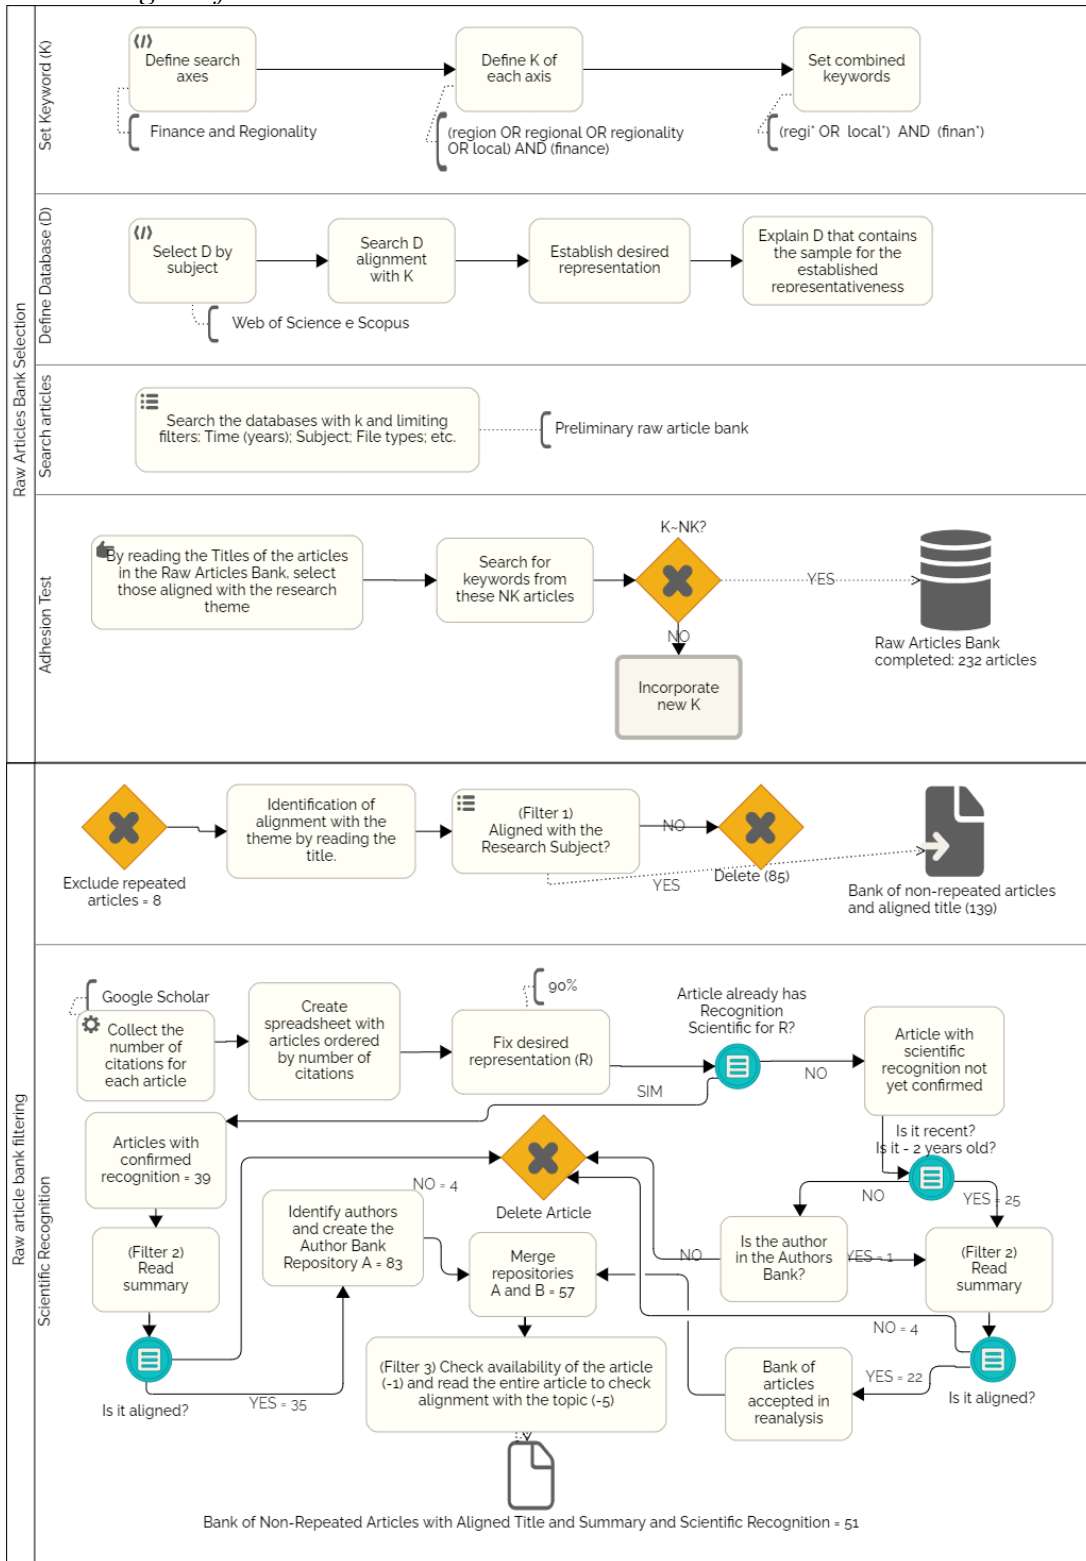 Raw Articles Bank Selection
Set Keyword (K)
Define search
axes
Define K of
each axis
Set combined
keywords
Finance and Regionality
(region OR regional OR regionality
OR local) AND (finance)
(regi* OR local*) AND (finan*)
Define Database (D)
Select D by
subject
Search D
alignment
with K
Establish desired
representation
Explain D that contains
the sample for the
established
representativeness
Web of Science e Scopus
Search articles
Search the databases with k and limiting
filters: Time (years); Subject; File types; etc.
Preliminary raw article bank
Adhesion Test
By reading the Titles of the articles
in the Raw Articles Bank, select
those aligned with the research
theme
Search for
keywords from
these NK articles
K~NK?
YES
NO
Raw Articles Bank
completed: 232 articles
Incorporate
new K
Raw article bank filtering
Exclude repeated
articles = 8
Identification of
alignment with the
theme by reading the
title.
(Filter 1)
Aligned with the
Research Subject?
NO
YES
Delete (85)
Bank of non-repeated articles
and aligned title (139)
Scientific Recognition
Google Scholar
Collect the
number of
citations for
each article
Create
spreadsheet with
articles ordered
by number of
citations
90%
Fix desired
representation (R)
Article already has
Recognition
Scientific for R?
NO
SIM
Article with
scientific
recognition not
yet confirmed
Articles with
confirmed
recognition = 39
Is it recent?
Is it - 2 years old?
NO
YES = 25
NO = 4
Delete Article
Identify authors
and create the
Author Bank
Repository A = 83
(Filter 2)
Read
summary
Merge
repositories
A and B = 57
NO
Is the author
in the Authors
Bank?
YES = 1
(Filter 2)
Read
summary
NO = 4
Is it aligned?
YES = 35
(Filter 3) Check availability of the article
(-1) and read the entire article to check
alignment with the topic (-5)
Bank of
articles
accepted in
reanalysis
YES = 22
Is it aligned?
Bank of Non-Repeated Articles with Aligned Title and Summary and Scientific Recognition = 51